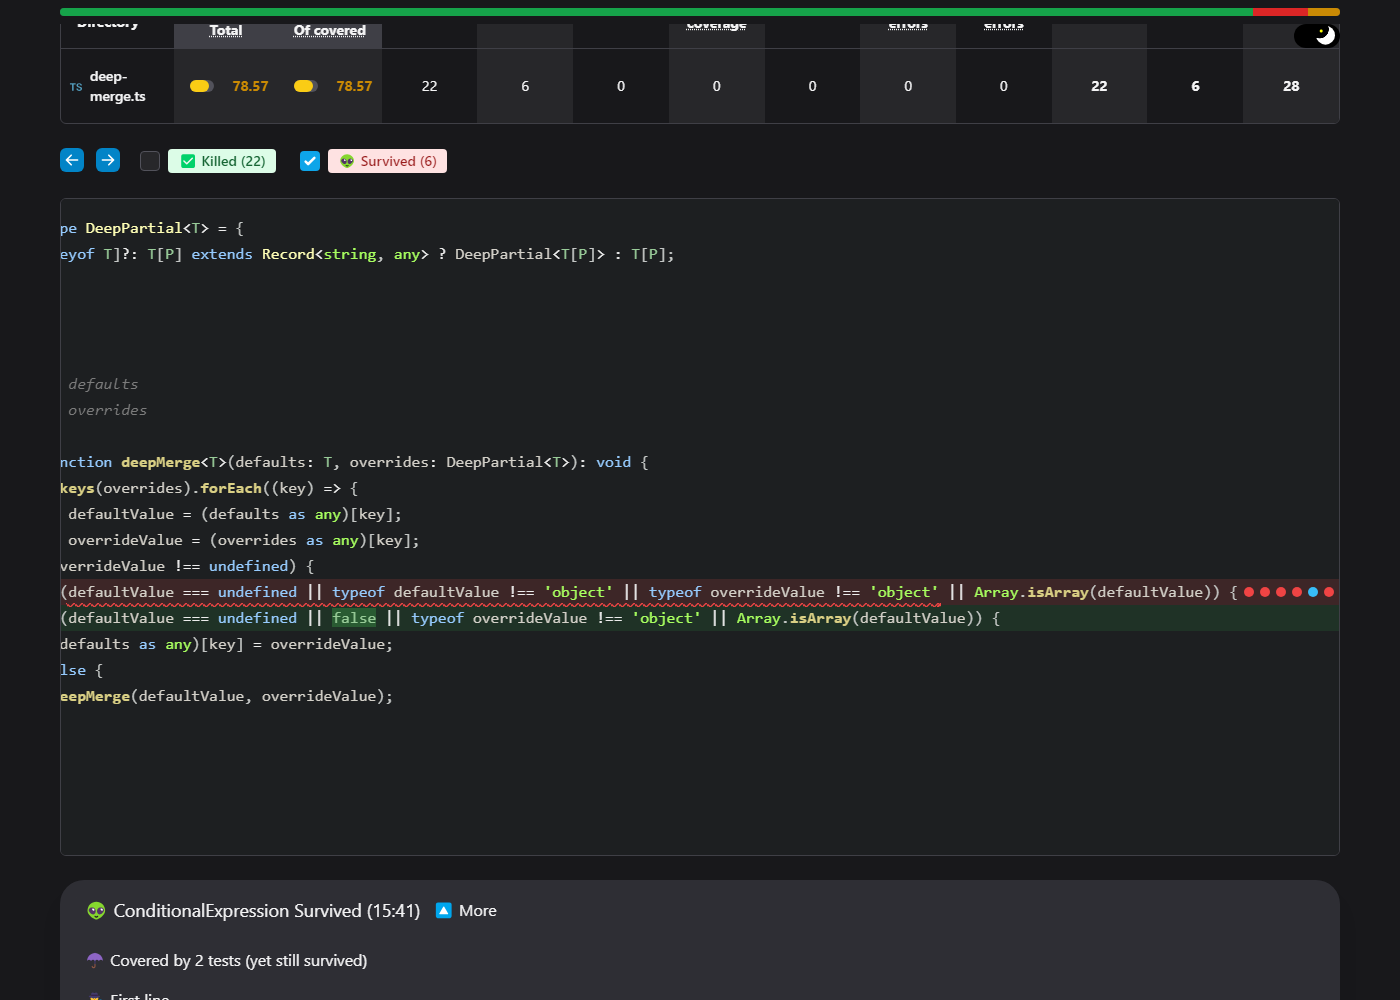 Directory
Total Of covered coverage errors errors
TS deep-merge.ts 78.57 78.57 22 6 0 0 0 0 0 22 6 28
Killed (22) Survived (6)
pe DeepPartial<T> = {
eyof T]?: T[P] extends Record<string, any> ? DeepPartial<T[P]> : T[P];
defaults
overrides
nction deepMerge<T>(defaults: T, overrides: DeepPartial<T>): void {
keys(overrides).forEach((key) => {
defaultValue = (defaults as any)[key];
overrideValue = (overrides as any)[key];
verrideValue !== undefined) {
(defaultValue === undefined || typeof defaultValue !== 'object' || typeof overrideValue !== 'object' || Array.isArray(defaultValue)) {
(defaultValue === undefined || false || typeof overrideValue !== 'object' || Array.isArray(defaultValue)) {
defaults as any)[key] = overrideValue;
lse {
eepMerge(defaultValue, overrideValue);
ConditionalExpression Survived (15:41) More
Covered by 2 tests (yet still survived)
First line